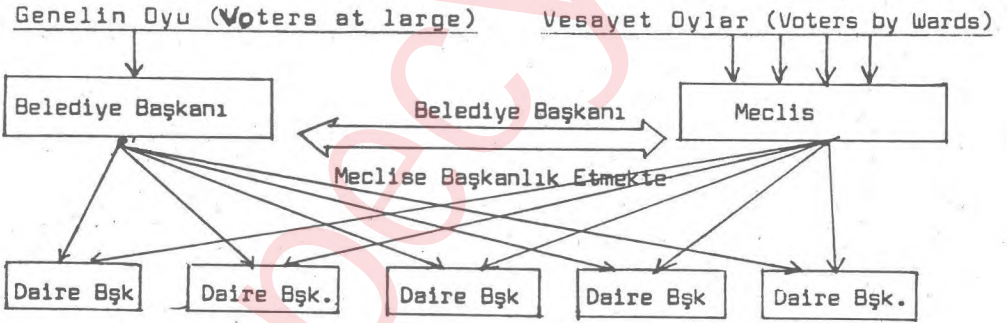 Genelin Oyu (Voters at large) Vesayet Oylar (Voters by Wards)
Belediye Başkanı Belediye Başkanı Meclis
Meclise Başkanlık Etmekte
Daire Bşk Daire Bşk. Daire Bşk Daire Bşk Daire Bşk.